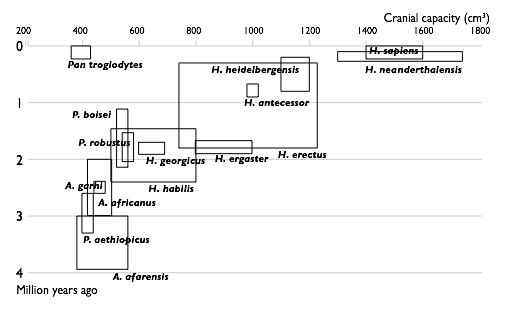 Cranial capacity (cm³)
200 400 600 800 1000 1200 1400 1600 1800
0
H. sapiens
Pan troglodytes
H. heidelbergensis
H. neanderthalensis
1
H. antecessor
P. boisei
P. robustus
H. georgicus
H. ergaster
H. erectus
2
A. garhi
H. habilis
A. africanus
3
P. aethiopicus
4
A. afarensis
Million years ago